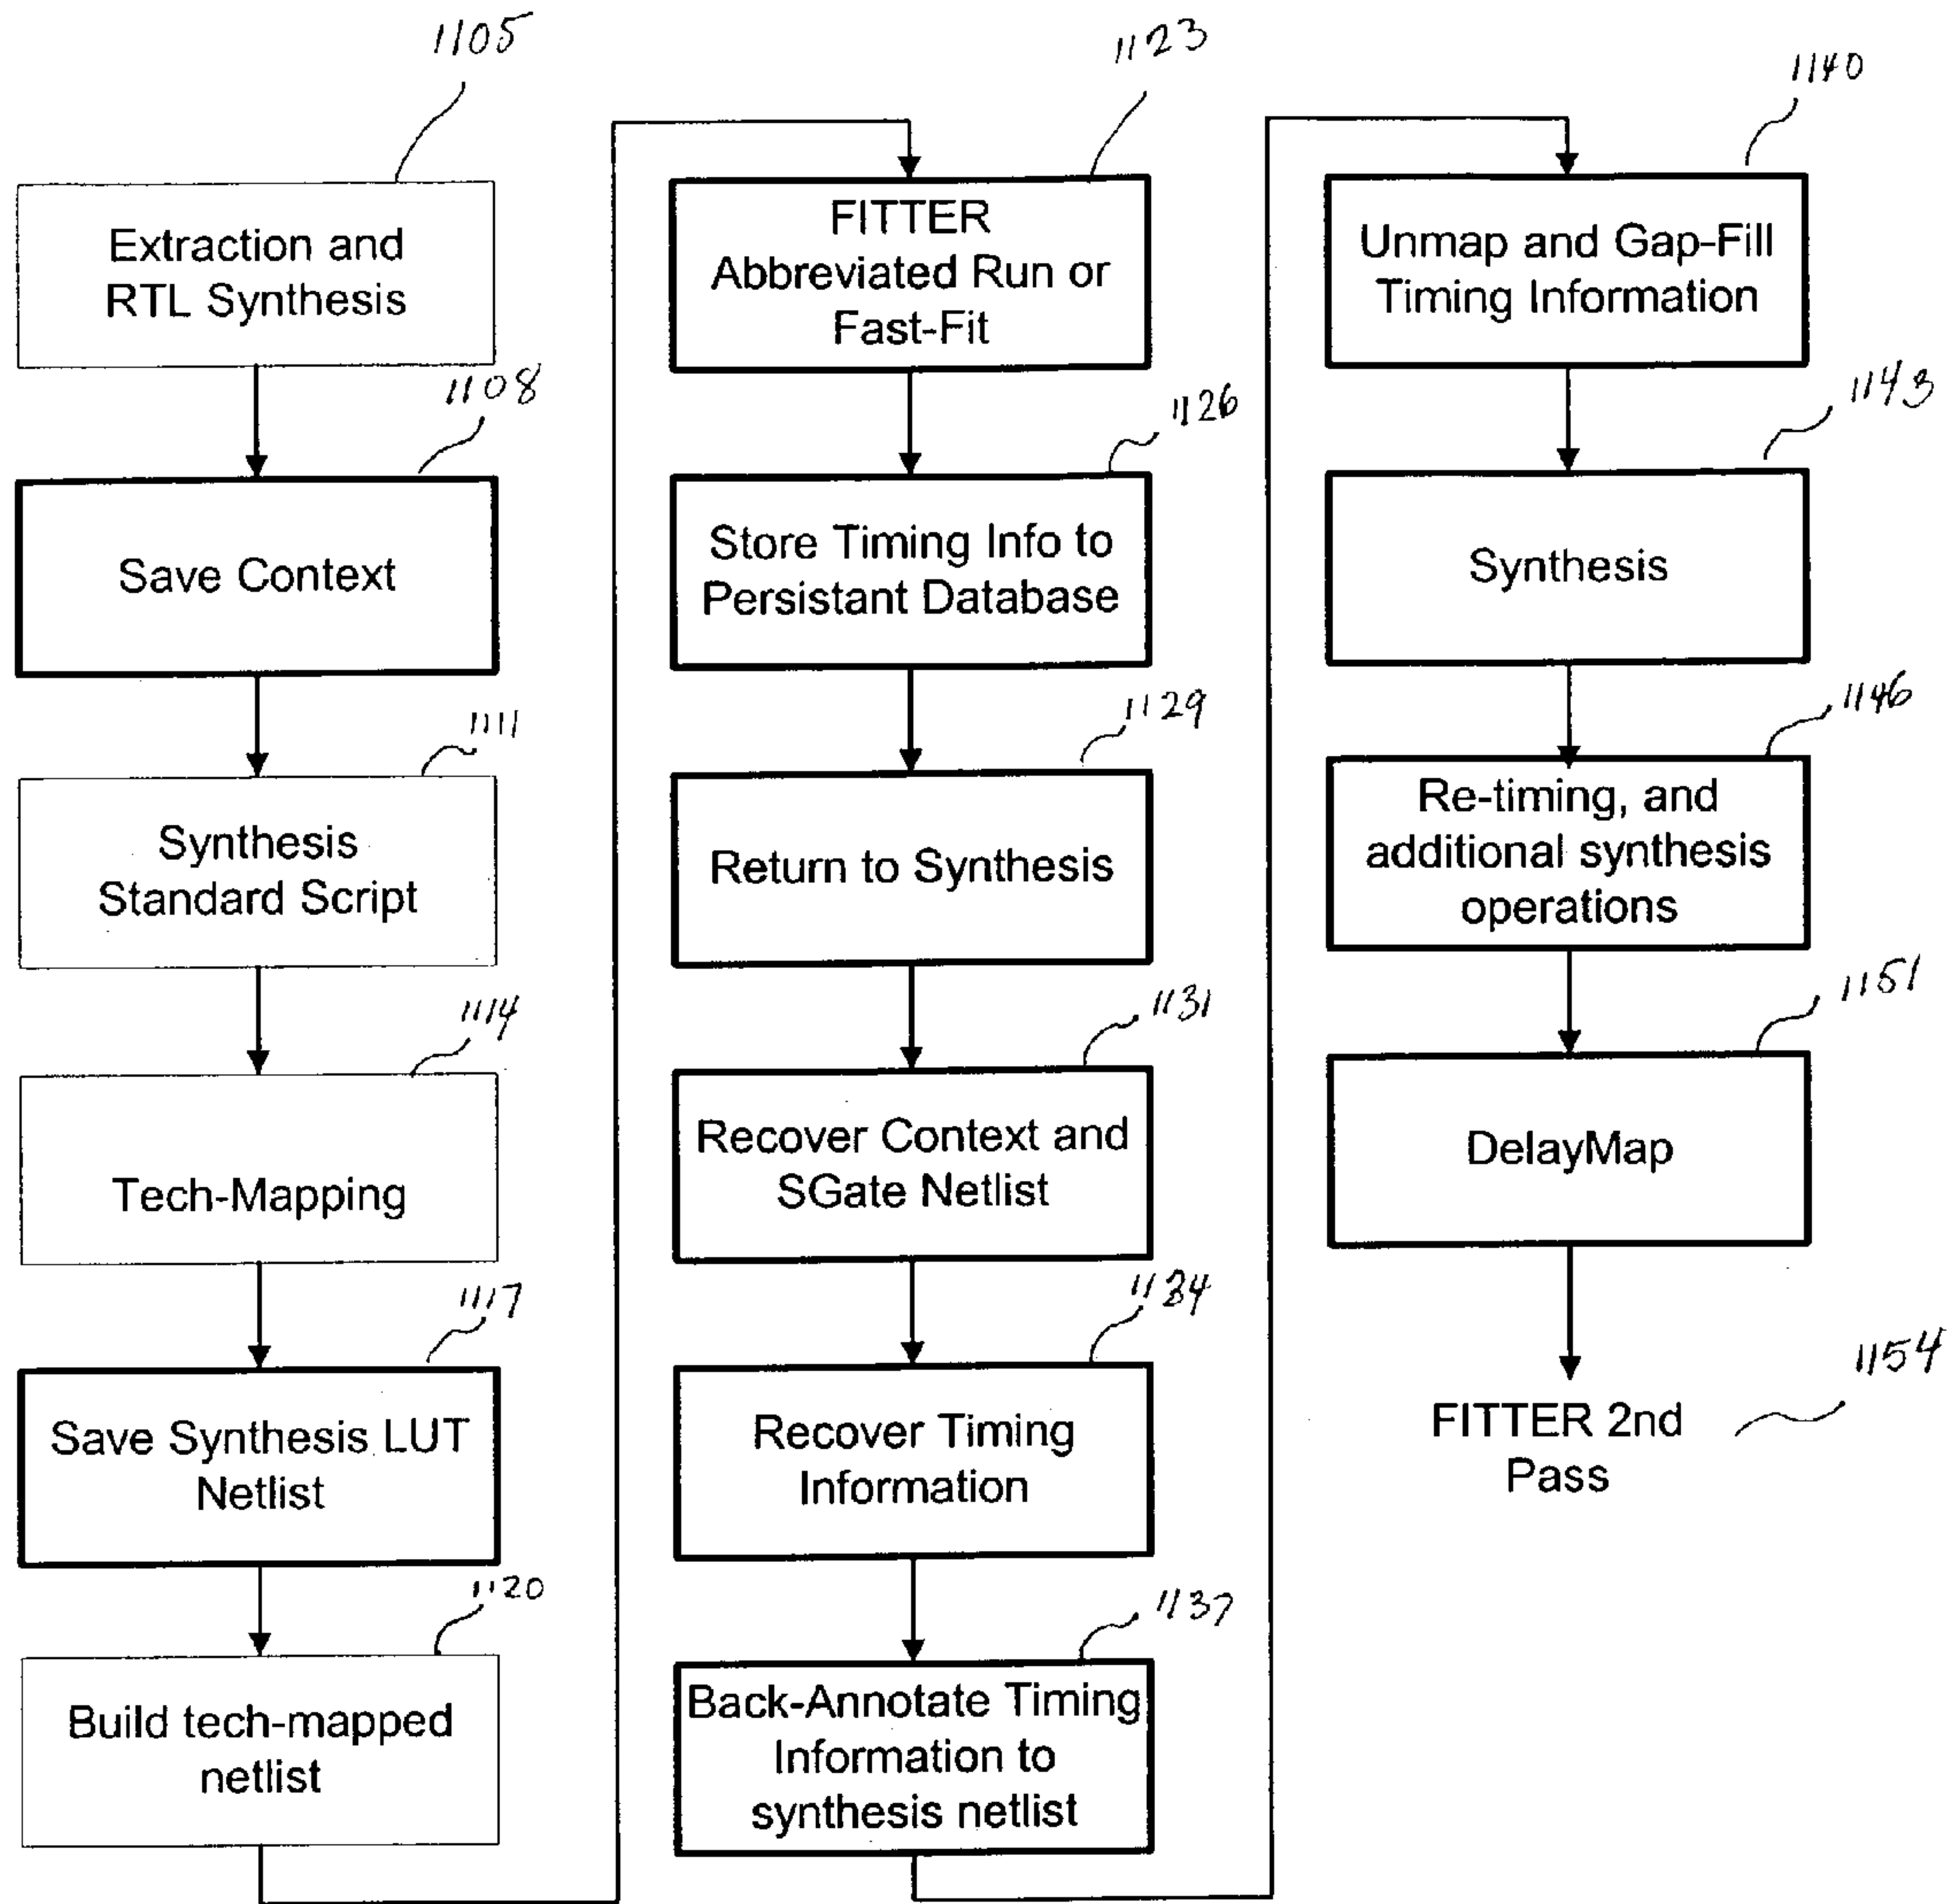 1105
Extraction and
RTL Synthesis
1108
Save Context
1111
Synthesis
Standard Script
1114
Tech-Mapping
1117
Save Synthesis LUT
Netlist
1120
Build tech-mapped
netlist
1123
FITTER
Abbreviated Run or
Fast-Fit
1126
Store Timing Info to
Persistant Database
1129
Return to Synthesis
1131
Recover Context and
SGate Netlist
1134
Recover Timing
Information
1137
Back-Annotate Timing
Information to
synthesis netlist
1140
Unmap and Gap-Fill
Timing Information
1143
Synthesis
1146
Re-timing, and
additional synthesis
operations
1151
DelayMap
1154
FITTER 2nd
Pass